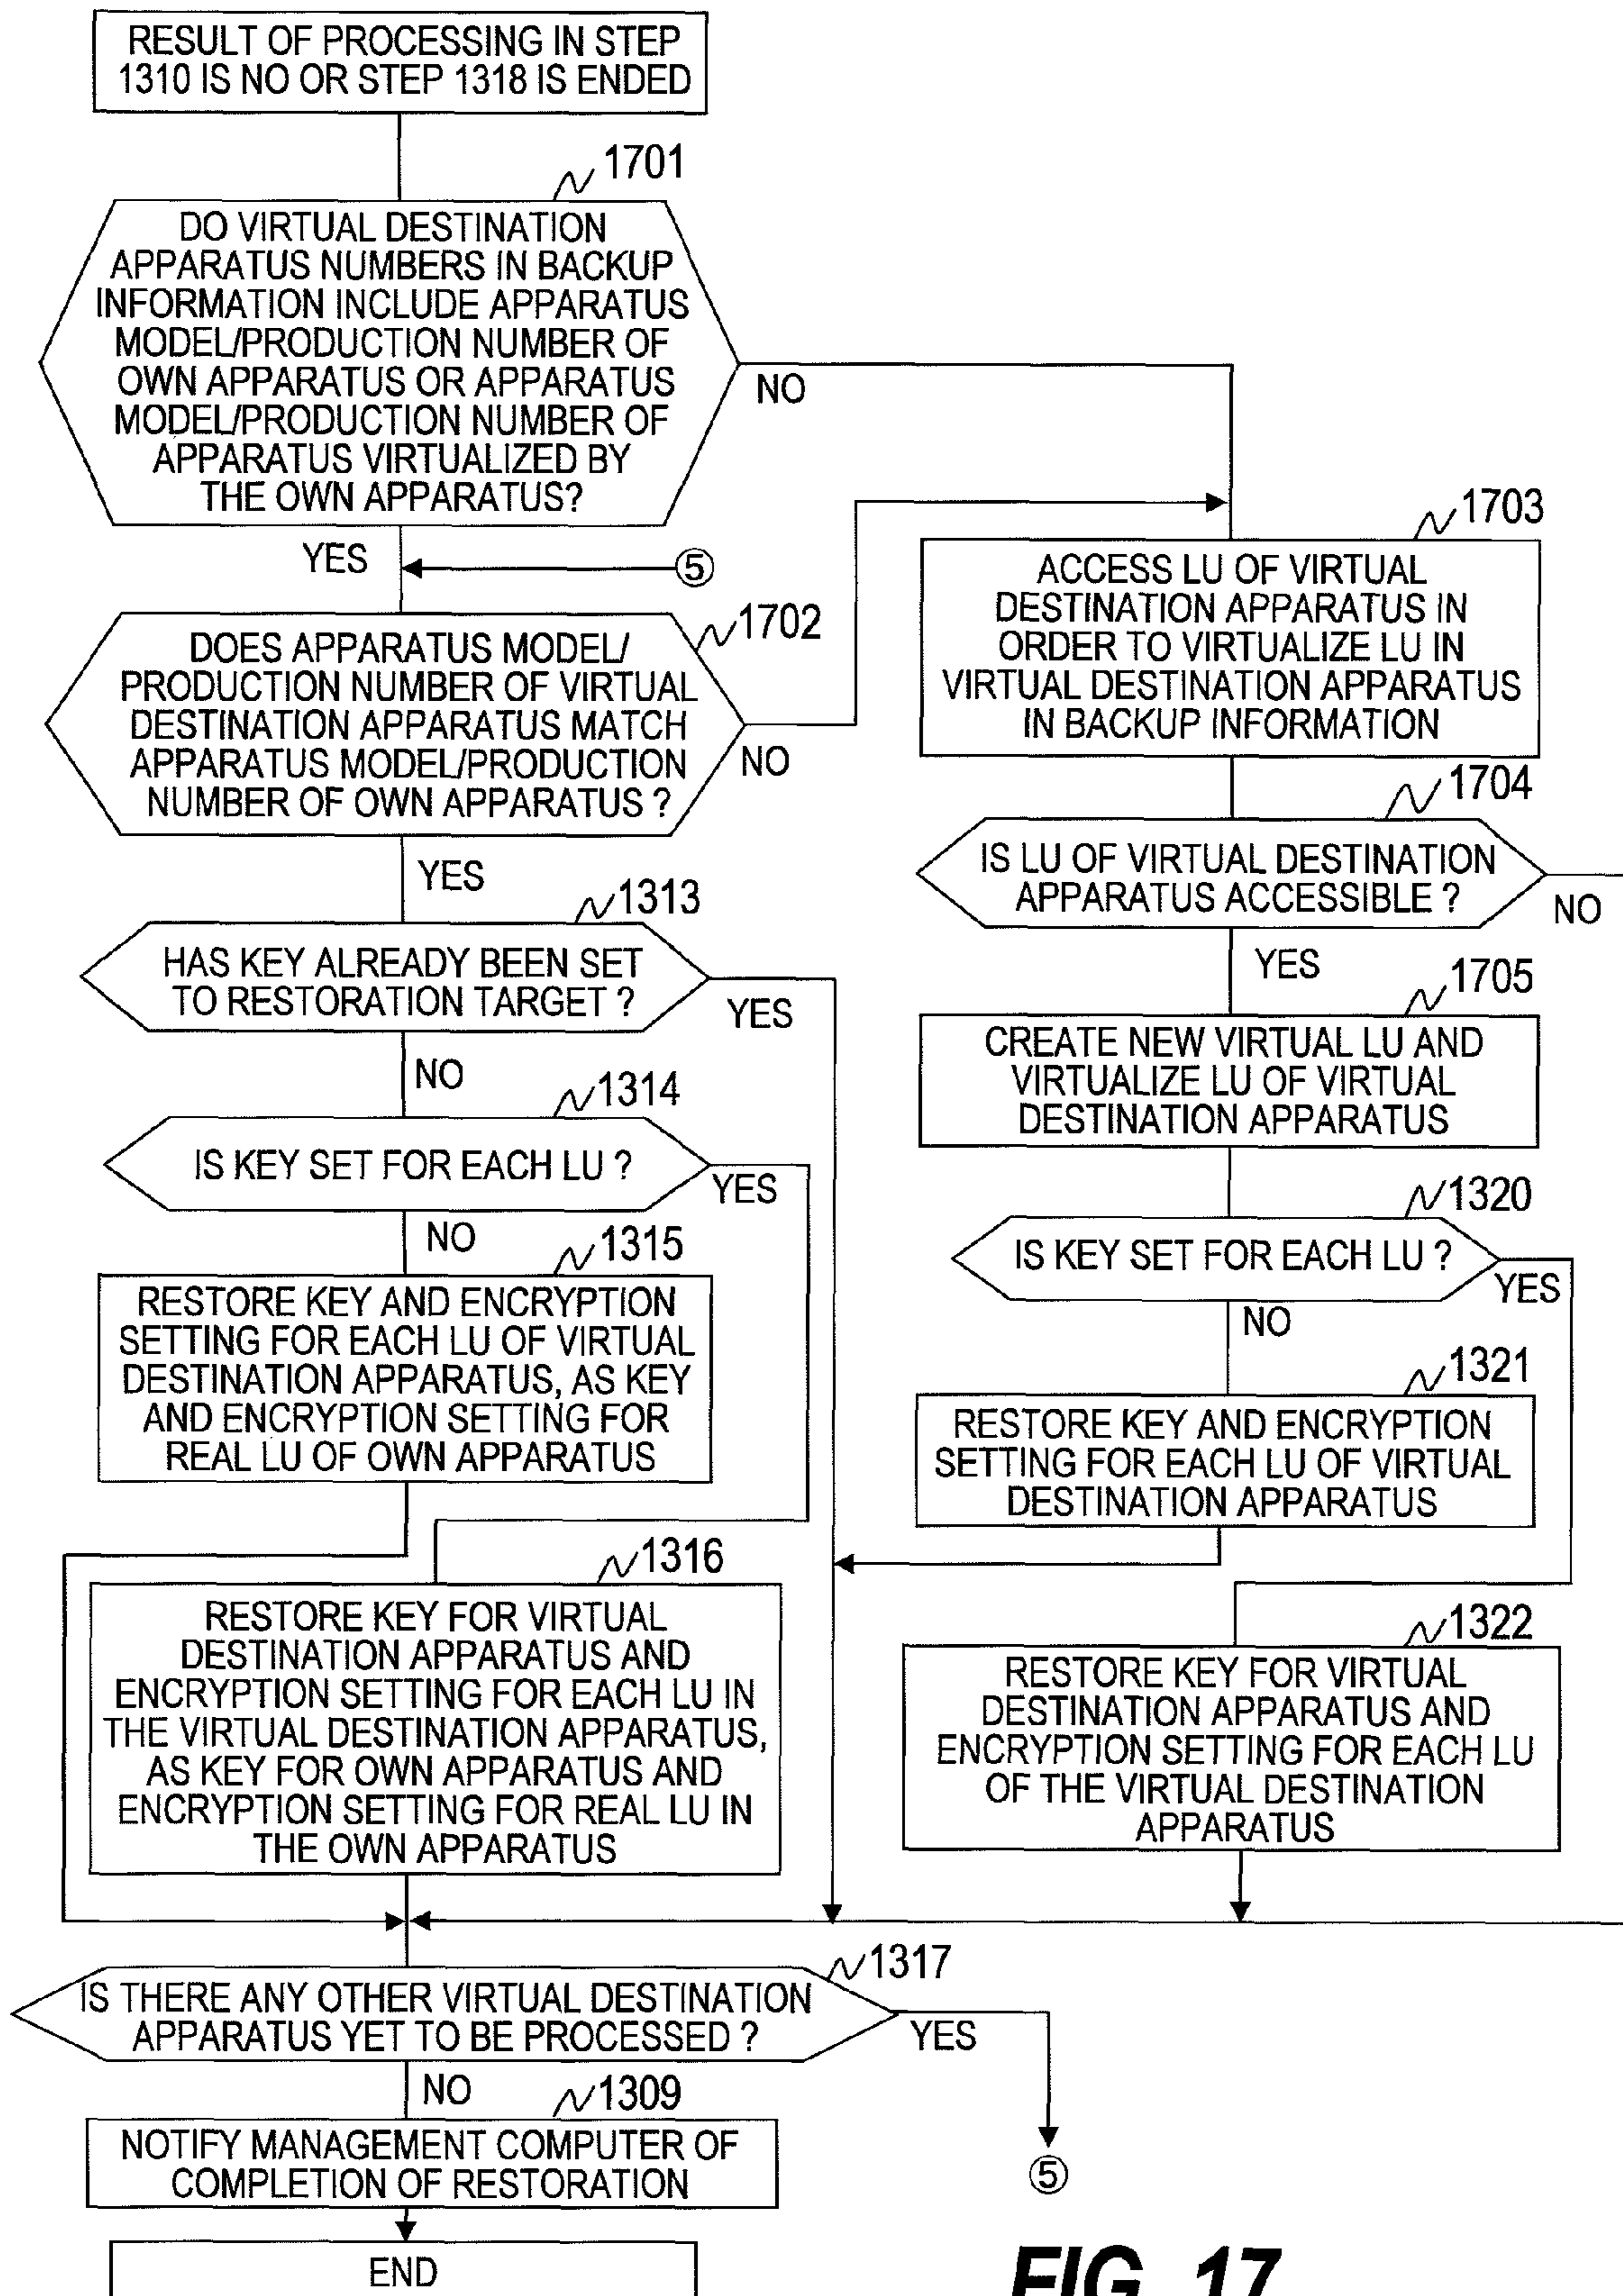 RESULT OF PROCESSING IN STEP
1310 IS NO OR STEP 1318 IS ENDED
1701
DO VIRTUAL DESTINATION
APPARATUS NUMBERS IN BACKUP
INFORMATION INCLUDE APPARATUS
MODEL/PRODUCTION NUMBER OF
OWN APPARATUS OR APPARATUS
MODEL/PRODUCTION NUMBER OF
APPARATUS VIRTUALIZED BY
THE OWN APPARATUS?
NO
YES
⑤
1702
DOES APPARATUS MODEL/
PRODUCTION NUMBER OF VIRTUAL
DESTINATION APPARATUS MATCH
APPARATUS MODEL/PRODUCTION
NUMBER OF OWN APPARATUS ?
NO
YES
1313
HAS KEY ALREADY BEEN SET
TO RESTORATION TARGET ?
YES
NO
1314
IS KEY SET FOR EACH LU ?
YES
NO
1315
RESTORE KEY AND ENCRYPTION
SETTING FOR EACH LU OF VIRTUAL
DESTINATION APPARATUS, AS KEY
AND ENCRYPTION SETTING FOR
REAL LU OF OWN APPARATUS
1316
RESTORE KEY FOR VIRTUAL
DESTINATION APPARATUS AND
ENCRYPTION SETTING FOR EACH LU IN
THE VIRTUAL DESTINATION APPARATUS,
AS KEY FOR OWN APPARATUS AND
ENCRYPTION SETTING FOR REAL LU IN
THE OWN APPARATUS
1703
ACCESS LU OF VIRTUAL
DESTINATION APPARATUS IN
ORDER TO VIRTUALIZE LU IN
VIRTUAL DESTINATION APPARATUS
IN BACKUP INFORMATION
1704
IS LU OF VIRTUAL DESTINATION
APPARATUS ACCESSIBLE ?
NO
YES
1705
CREATE NEW VIRTUAL LU AND
VIRTUALIZE LU OF VIRTUAL
DESTINATION APPARATUS
1320
IS KEY SET FOR EACH LU ?
YES
NO
1321
RESTORE KEY AND ENCRYPTION
SETTING FOR EACH LU OF VIRTUAL
DESTINATION APPARATUS
1322
RESTORE KEY FOR VIRTUAL
DESTINATION APPARATUS AND
ENCRYPTION SETTING FOR EACH LU
OF THE VIRTUAL DESTINATION
APPARATUS
1317
IS THERE ANY OTHER VIRTUAL DESTINATION
APPARATUS YET TO BE PROCESSED ?
YES
⑤
NO
1309
NOTIFY MANAGEMENT COMPUTER OF
COMPLETION OF RESTORATION
END
FIG. 17